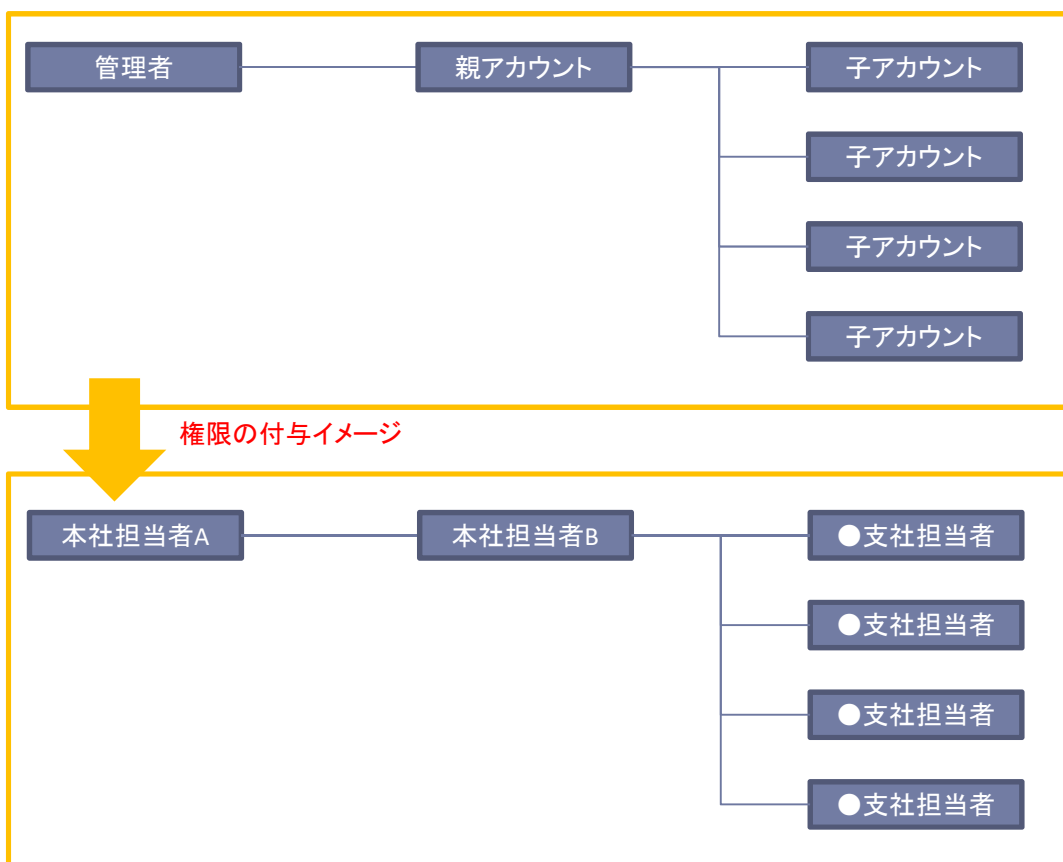 管理者
親アカウント
子アカウント
子アカウント
子アカウント
子アカウント
権限の付与イメージ
本社担当者A
本社担当者B
●支社担当者
●支社担当者
●支社担当者
●支社担当者